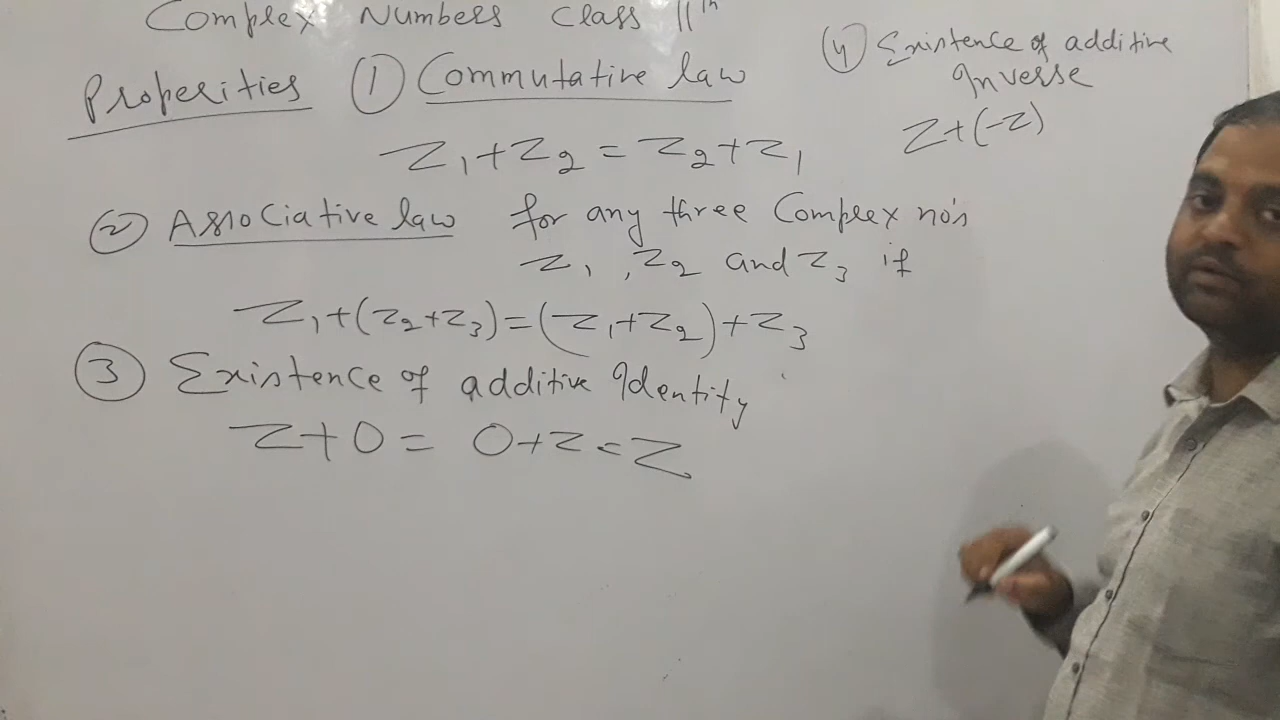 Complex Numbers Class 11th
Properities ① Commutative law
Z₁+Z₂=Z₂+Z₁
② Associative law for any three Complex no's
Z₁,Z₂ and Z₃ if
Z₁+(Z₂+Z₃)=(Z₁+Z₂)+Z₃
③ Existence of additive Identity
Z+0= 0+Z=Z
(4) Existence of additive
Inverse
Z+(-Z)